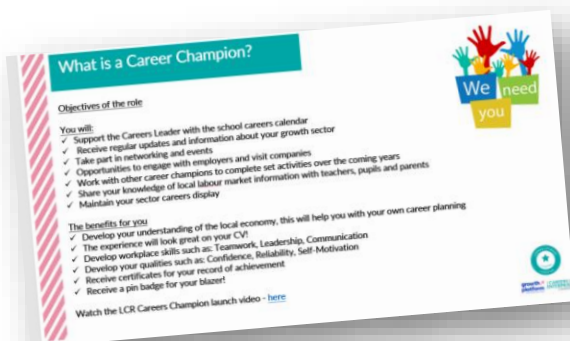 What is a Career Champion?
We need
you
Objectives of the role
You will:
✓ Support the Careers Leader with the school careers calendar
✓ Receive regular updates and information about your growth sector
✓ Take part in networking and events
✓ Opportunities to engage with employers and visit companies
✓ Work with other career champions to complete set activities over the coming years
✓ Share your knowledge of local labour market information with teachers, pupils and parents
✓ Maintain your sector careers display
The benefits for you
✓ Develop your understanding of the local economy, this will help you with your own career planning
✓ The experience will look great on your CV!
✓ Develop workplace skills such as: Teamwork, Leadership, Communication
✓ Develop your qualities such as: Confidence, Reliability, Self-Motivation
✓ Receive certificates for your record of achievement
✓ Receive a pin badge for your blazer!
Watch the LCR Careers Champion launch video - here